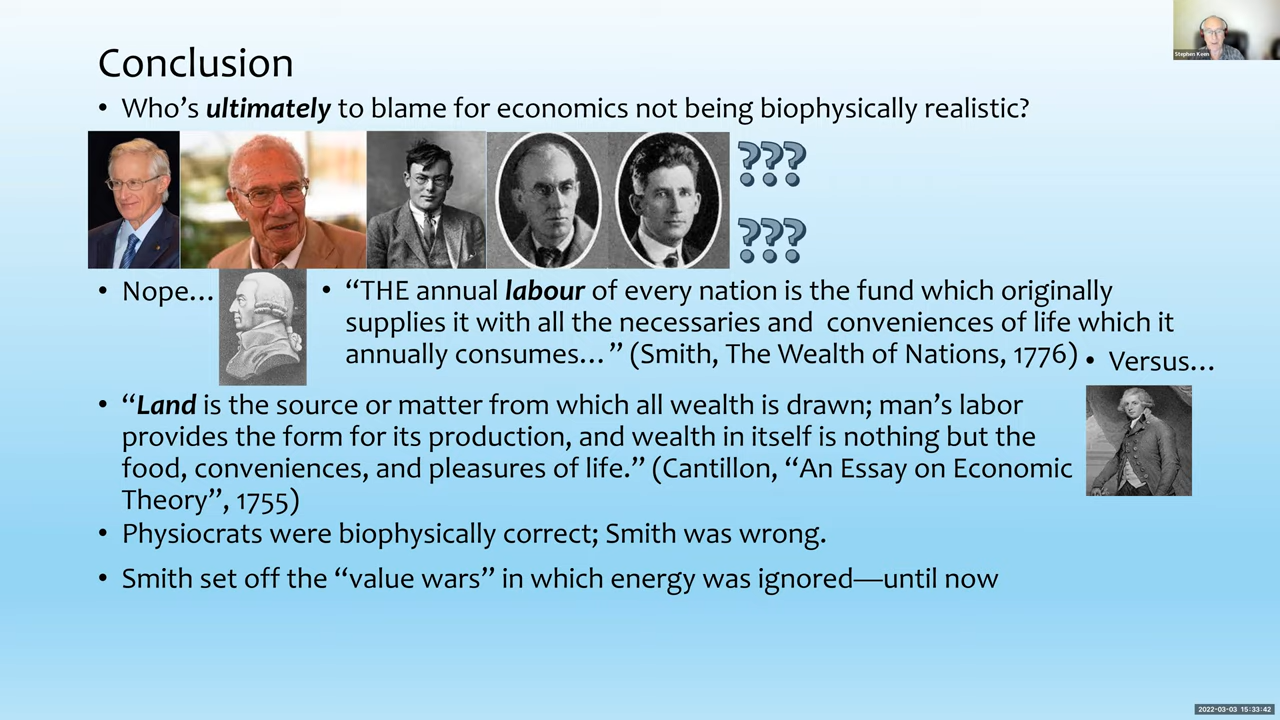 Stephen Keen
Conclusion
• Who's ultimately to blame for economics not being biophysically realistic?
???
???
• Nope…
• “THE annual labour of every nation is the fund which originally
supplies it with all the necessaries and  conveniences of life which it
annually consumes…” (Smith, The Wealth of Nations, 1776)
• Versus…
• “Land is the source or matter from which all wealth is drawn; man’s labor
provides the form for its production, and wealth in itself is nothing but the
food, conveniences, and pleasures of life.” (Cantillon, “An Essay on Economic
Theory”, 1755)
• Physiocrats were biophysically correct; Smith was wrong.
• Smith set off the “value wars” in which energy was ignored—until now
2022-03-03 15:33:42